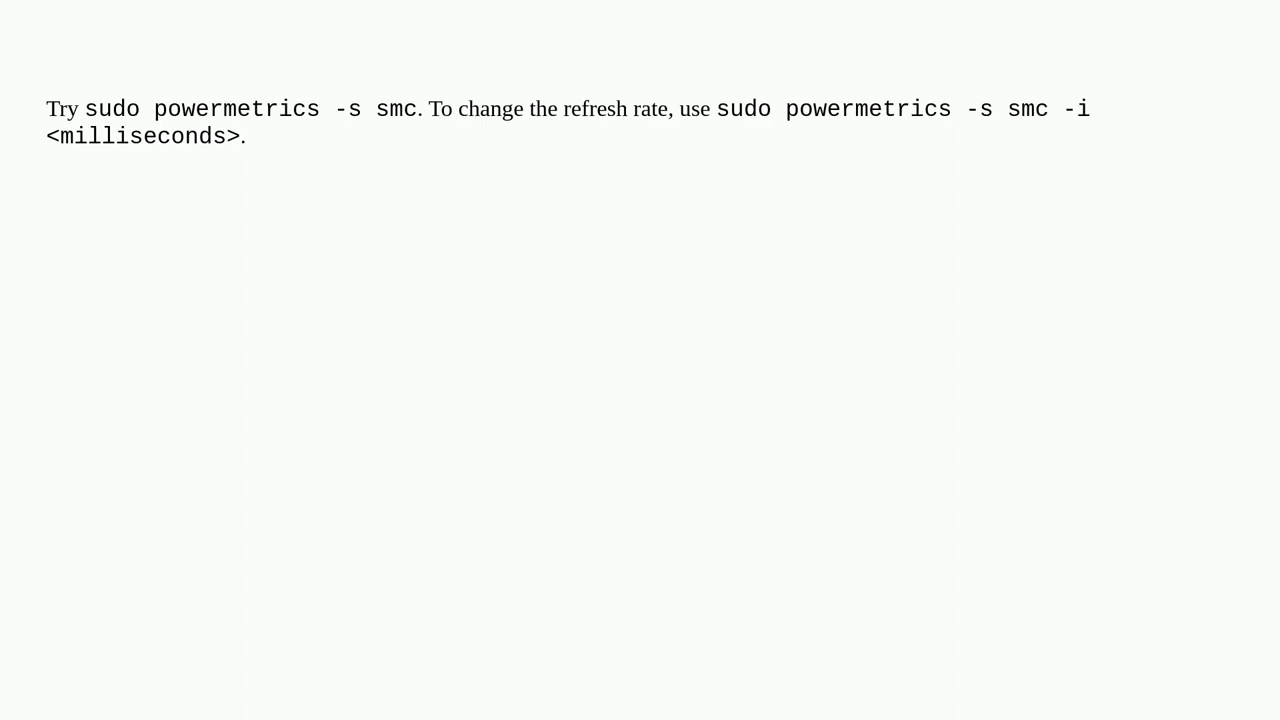 Try sudo powermetrics -s smc. To change the refresh rate, use sudo powermetrics -s smc -i
<milliseconds>.